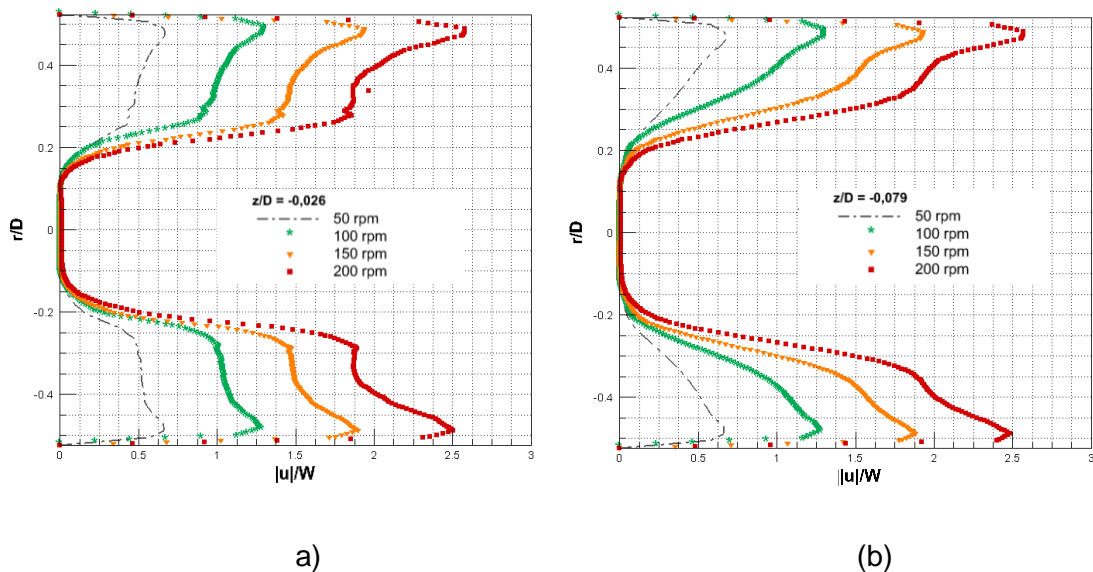 0.4
0.2
r/D
0
-0.2
-0.4
z/D = -0,026
50 rpm
100 rpm
150 rpm
200 rpm
0 0.5 1 1.5 2 2.5 3
|u|/W
a)
0.4
0.2
r/D
0
-0.2
-0.4
z/D = -0,079
50 rpm
100 rpm
150 rpm
200 rpm
0 0.5 1 1.5 2 2.5 3
|u|/W
(b)